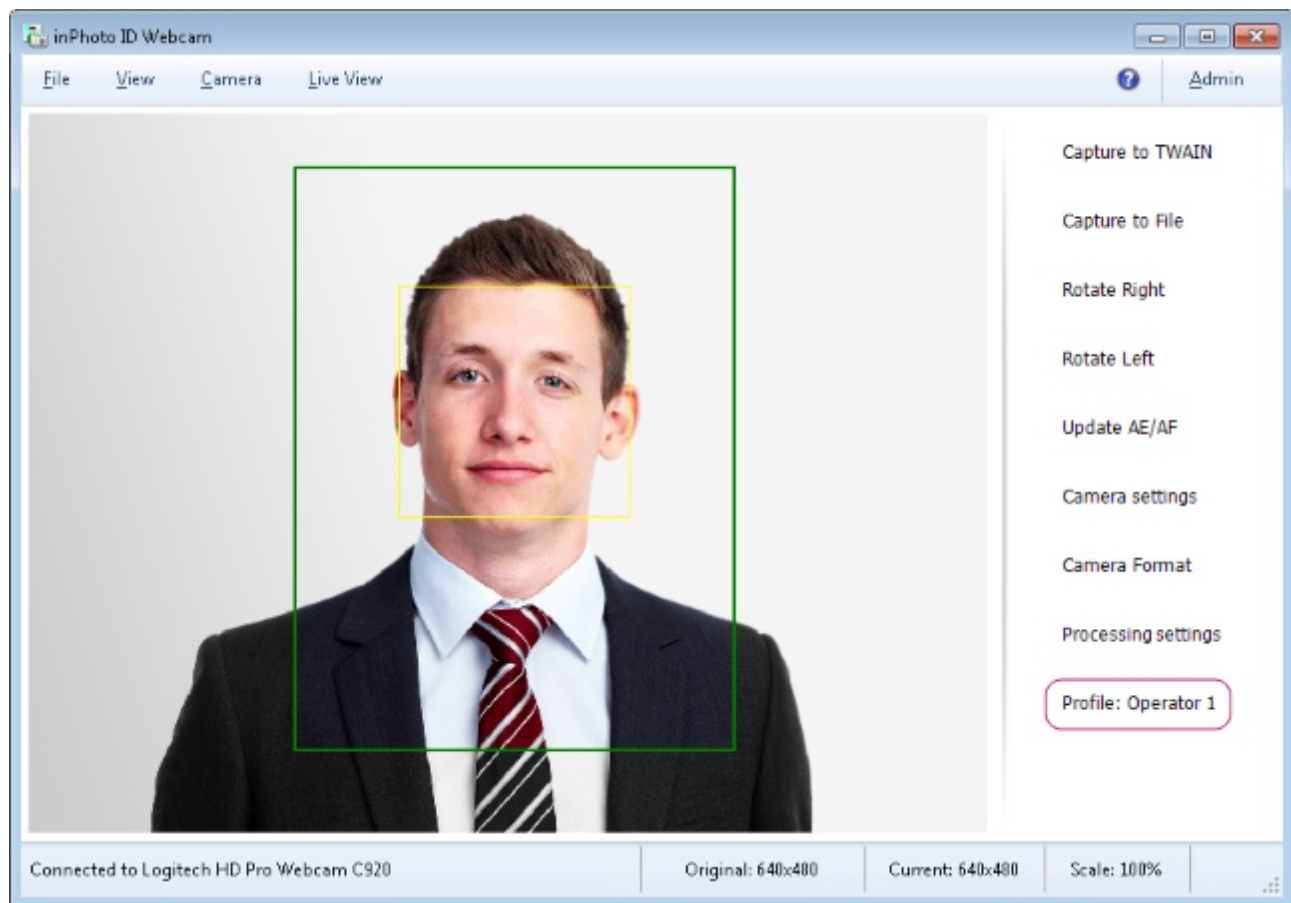 inPhoto ID Webcam
File View Camera Live View ? Admin
Capture to TWAIN
Capture to File
Rotate Right
Rotate Left
Update AE/AF
Camera settings
Camera Format
Processing settings
Profile: Operator 1
Connected to Logitech HD Pro Webcam C920 Original: 640x480 Current: 640x480 Scale: 100%